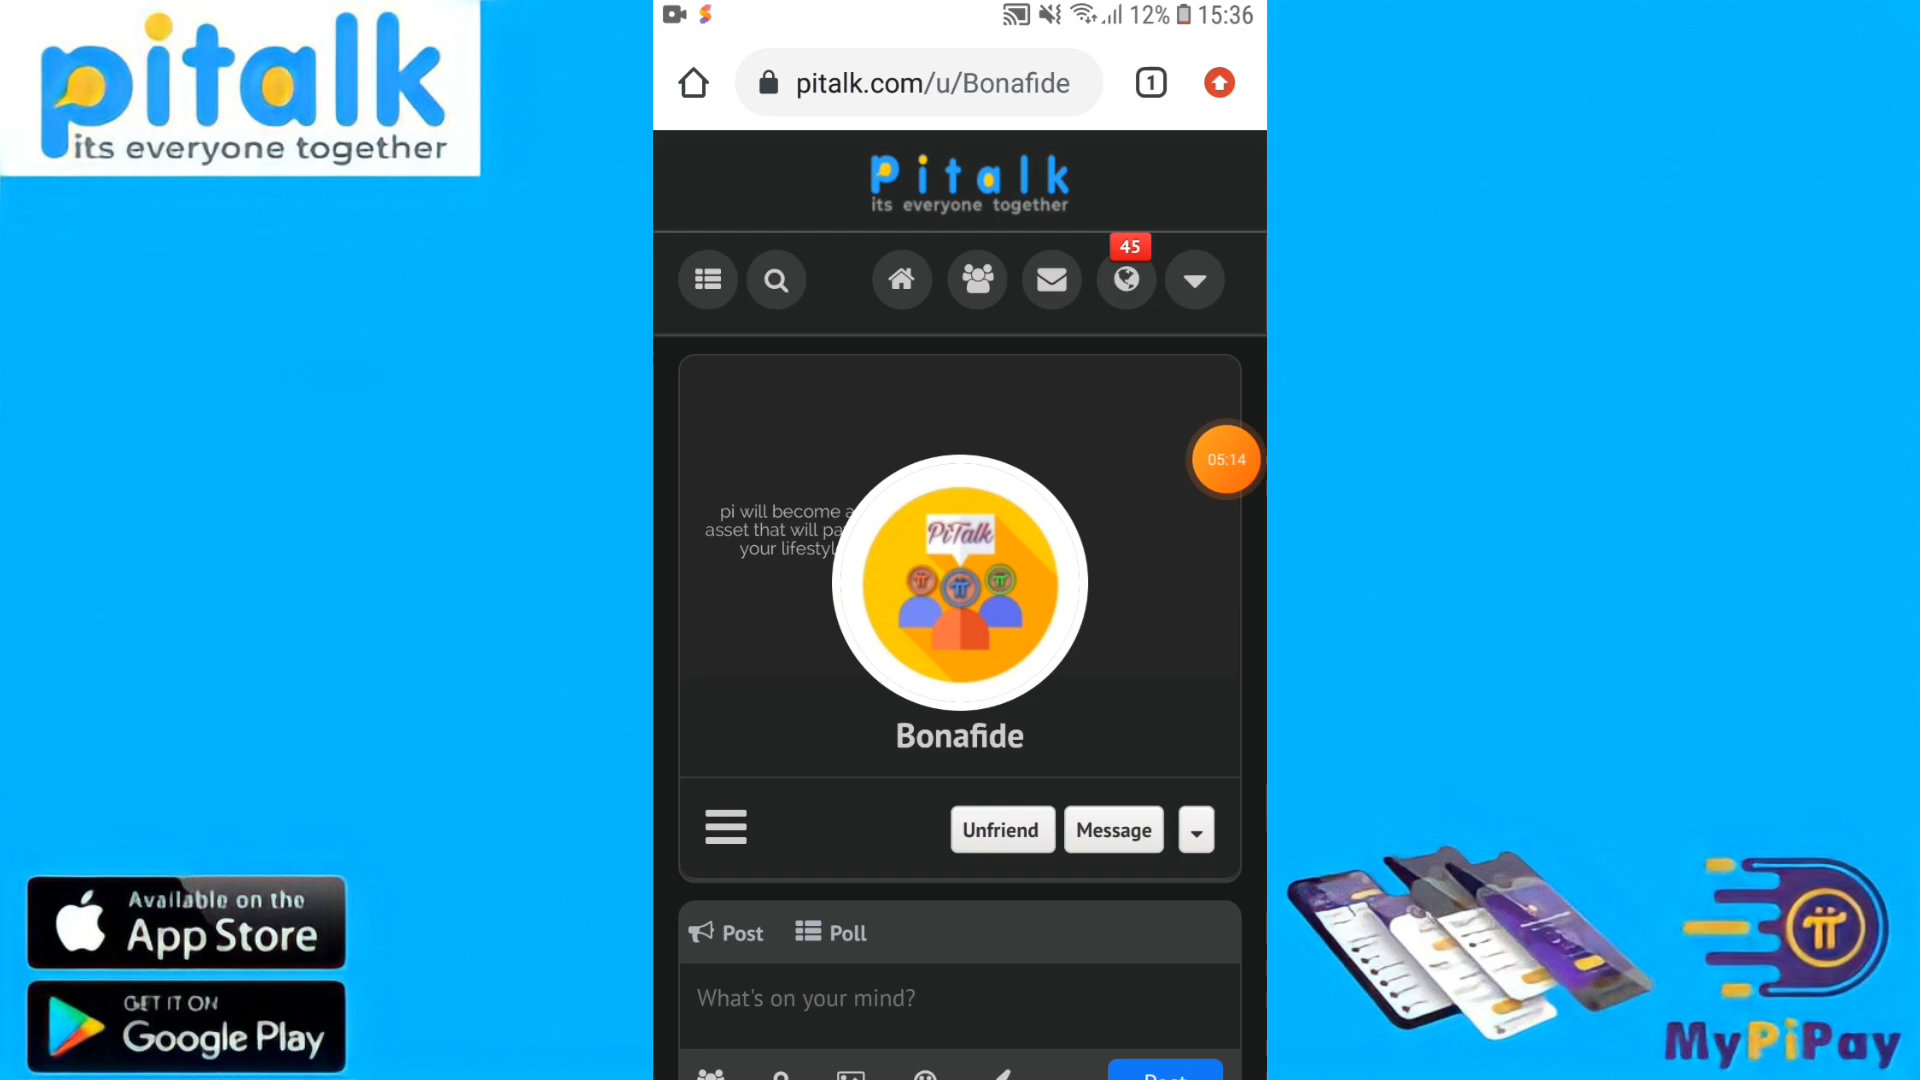 pitalk
its everyone together
12% 15:36
pitalk.com/u/Bonafide
1
Pitalk
its everyone together
45
05:14
pi will become a
asset that will pa
your lifestyl
PiTalk
Bonafide
Unfriend
Message
Post
Poll
What's on your mind?
Post
Available on the
App Store
GET IT ON
Google Play
MyPiPay